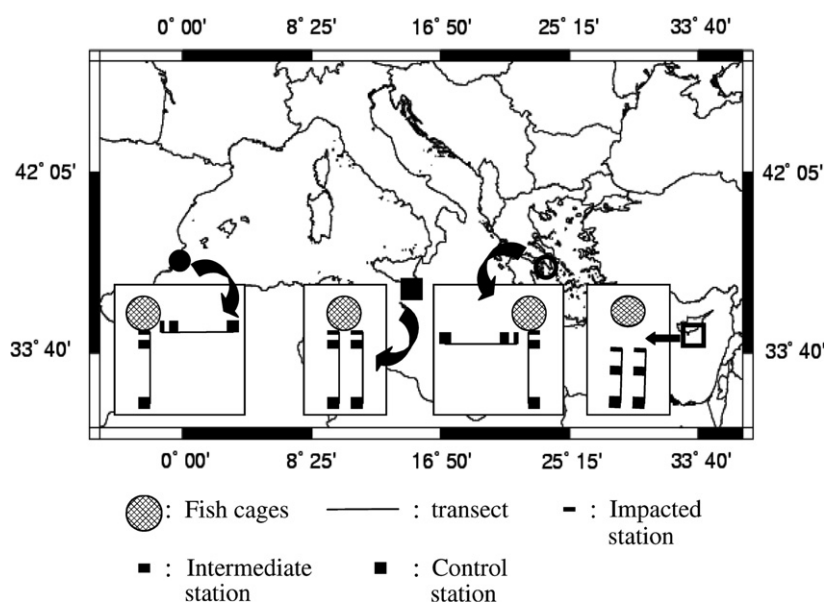 0° 00' 8° 25' 16° 50' 25° 15' 33° 40'
42° 05' 42° 05'
33° 40' 33° 40'
0° 00' 8° 25' 16° 50' 25° 15' 33° 40'
: Fish cages : transect : Impacted
station
: Intermediate : Control
station station